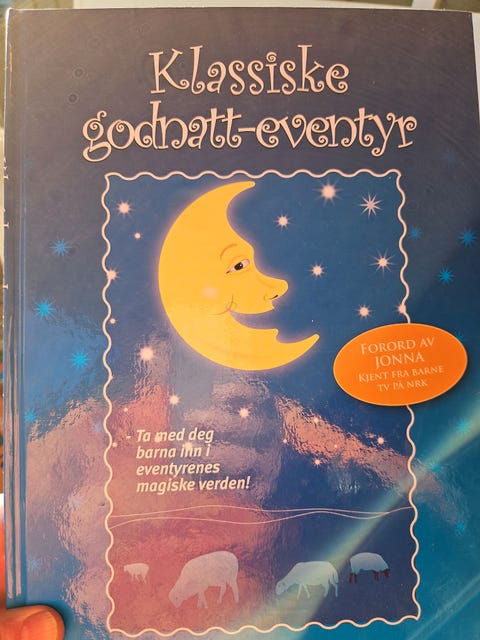 Klassiske
godnatt-eventyr
FORORD AV
JONNA
KJENT FRA BARNE
TV PÅ NRK
- Ta med deg
barna inn i
eventyrenes
magiske verden!